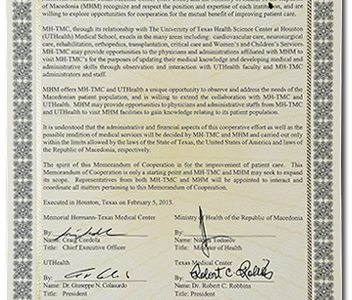 of Macedonia (MHM) recognize and respect the position and expertise of each institution, and are
willing to explore opportunities for cooperation for the mutual benefit of improving patient care.
MH-TMC, through its relationship with The University of Texas Health Science Center at Houston
(UTHealth) Medical School, excels in the many areas including: cardiovascular care, neurological
care, rehabilitation, orthopedics, transplantation, critical care and Women's and Children's Services.
MH-TMC may provide opportunities to the physicians and administrations affiliated with MHM to
visit MH-TMC's for the purposes of updating their medical knowledge and developing medical and
administrative skills through observation and interaction with UTHealth faculty and MH-TMC
administrators and staff.
MHM offers MH-TMC and UTHealth a unique opportunity to observe and address the needs of the
Macedonian patient population, and is willing to extend the collaboration with MH-TMC and
UTHealth. MHM may provide opportunities to physicians and administrative staffs from MH-TMC
and UTHealth to visit MHM facilities to gain knowledge relating to its patient population.
It is understood that the administrative and financial aspects of this cooperative effort as well as the
possible rendition of medical services will be decided by MH-TMC and MHM and carried out only
within the limits allowed by the laws of the State of Texas, the United States of America and laws of
the Republic of Macedonia, respectively.
The spirit of this Memorandum of Cooperation is for the improvement of patient care. This
Memorandum of Cooperation is only a starting point and MH-TMC and MHM may seek to expand
its scope. Representatives from both MH-TMC and MHM will be appointed to interact and
coordinate all matters pertaining to this Memorandum of Cooperation.
Executed in Houston, Texas on February 5, 2013.
Memorial Hermann-Texas Medical Center Ministry of Health of the Republic of Macedonia
By: By:
Name: Craig Cordola Name: Nikola Todorov
Title: Chief Executive Officer Title: Minister of Health
UTHealth Texas Medical Center
By: By: Robert C. Robbins
Name: Dr. Giuseppe N. Colasurdo Name: Dr. Robert C. Robbins
Title: President Title: President